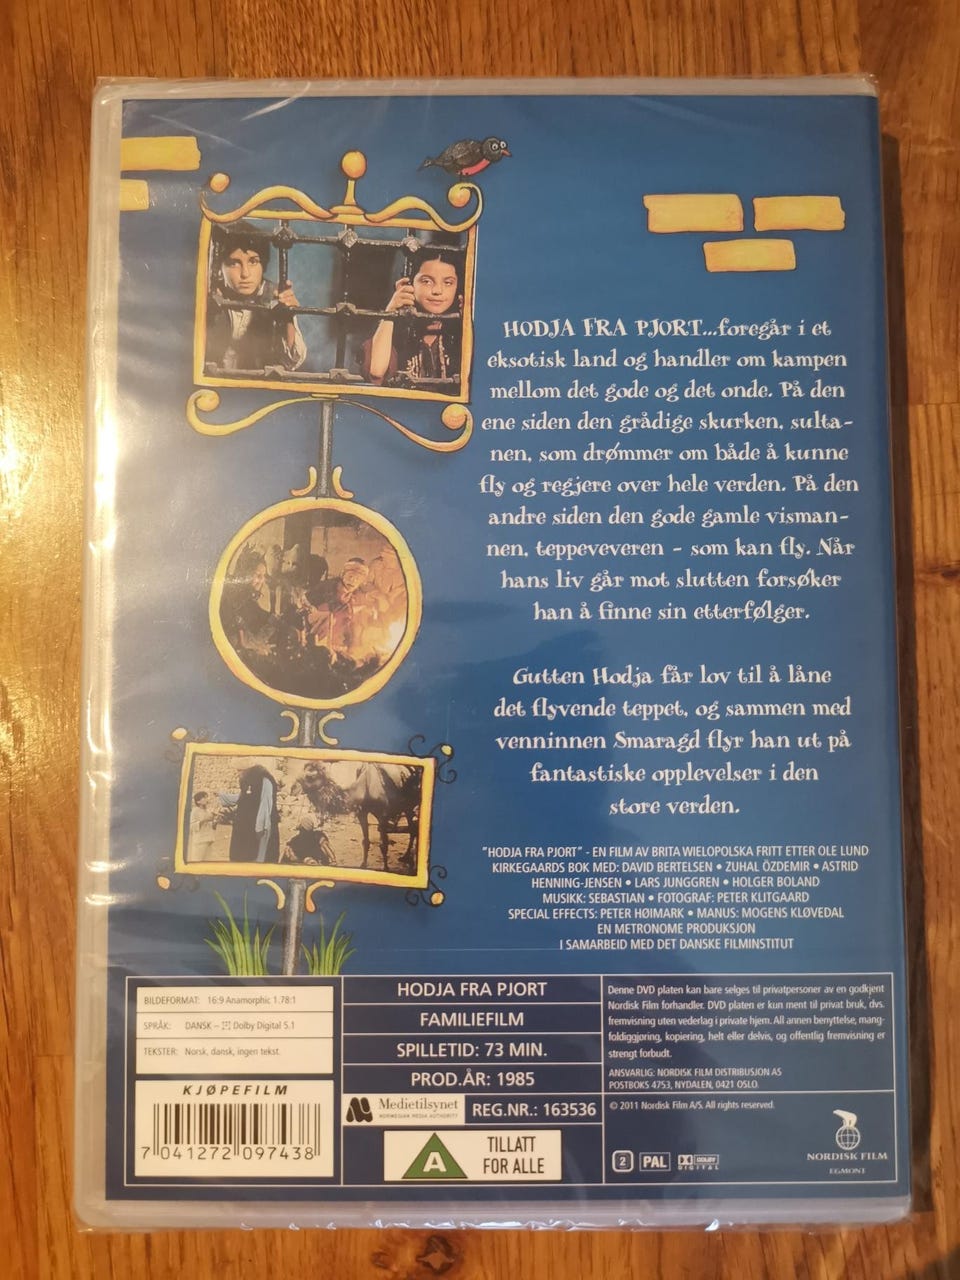 HODJA FRA PJORT...foregår i et
eksotisk land og handler om kampen
mellom det gode og det onde. På den
ene siden den grådige skurken, sulta-
nen, som drømmer om både å kunne
fly og regjere over hele verden. På den
andre siden den gode gamle visman-
nen, teppeveveren - som kan fly. Når
hans liv går mot slutten forsøker
han å finne sin etterfølger.
Gutten Hodja får lov til å låne
det flyvende teppet, og sammen med
venninnen Smaragd flyr han ut på
fantastiske opplevelser i den
store verden.
"HODJA FRA PJORT" - EN FILM AV BRITA WIELOPOLSKA FRITT ETTER OLE LUND
KIRKEGAARDS BOK MED: DAVID BERTELSEN • ZUHAL ÖZDEMIR • ASTRID
HENNING-JENSEN • LARS JUNGGREN • HOLGER BOLAND
MUSIKK: SEBASTIAN • FOTOGRAF: PETER KLITGAARD
SPECIAL EFFECTS: PETER HØIMARK • MANUS: MOGENS KLØVEDAL
EN METRONOME PRODUKSJON
I SAMARBEID MED DET DANSKE FILMINSTITUT
BILDEFORMAT: 16:9 Anamorphic 1.78:1
SPRÅK: DANSK – Dolby Digital 5.1
TEKSTER: Norsk, dansk, ingen tekst.
KJØPEFILM
7 041272 097438
HODJA FRA PJORT
FAMILIEFILM
SPILLETID: 73 MIN.
PROD.ÅR: 1985
Medietilsynet
NORWEGIAN MEDIA AUTHORITY
REG.NR.: 163536
A
TILLATT
FOR ALLE
Denne DVD platen kan bare selges til privatpersoner av en godkjent
Nordisk Film forhandler. DVD platen er kun ment til privat bruk, dvs.
fremvisning uten vederlag i private hjem. All annen benyttelse, mang-
foldiggjøring, kopiering, helt eller delvis, og offentlig fremvisning er
strengt forbudt.
ANSVARLIG: NORDISK FILM DISTRIBUSJON AS
POSTBOKS 4753, NYDALEN, 0421 OSLO.
© 2011 Nordisk Film A/S. All rights reserved.
2
PAL
DOLBY
DIGITAL
NORDISK FILM
EGMONT